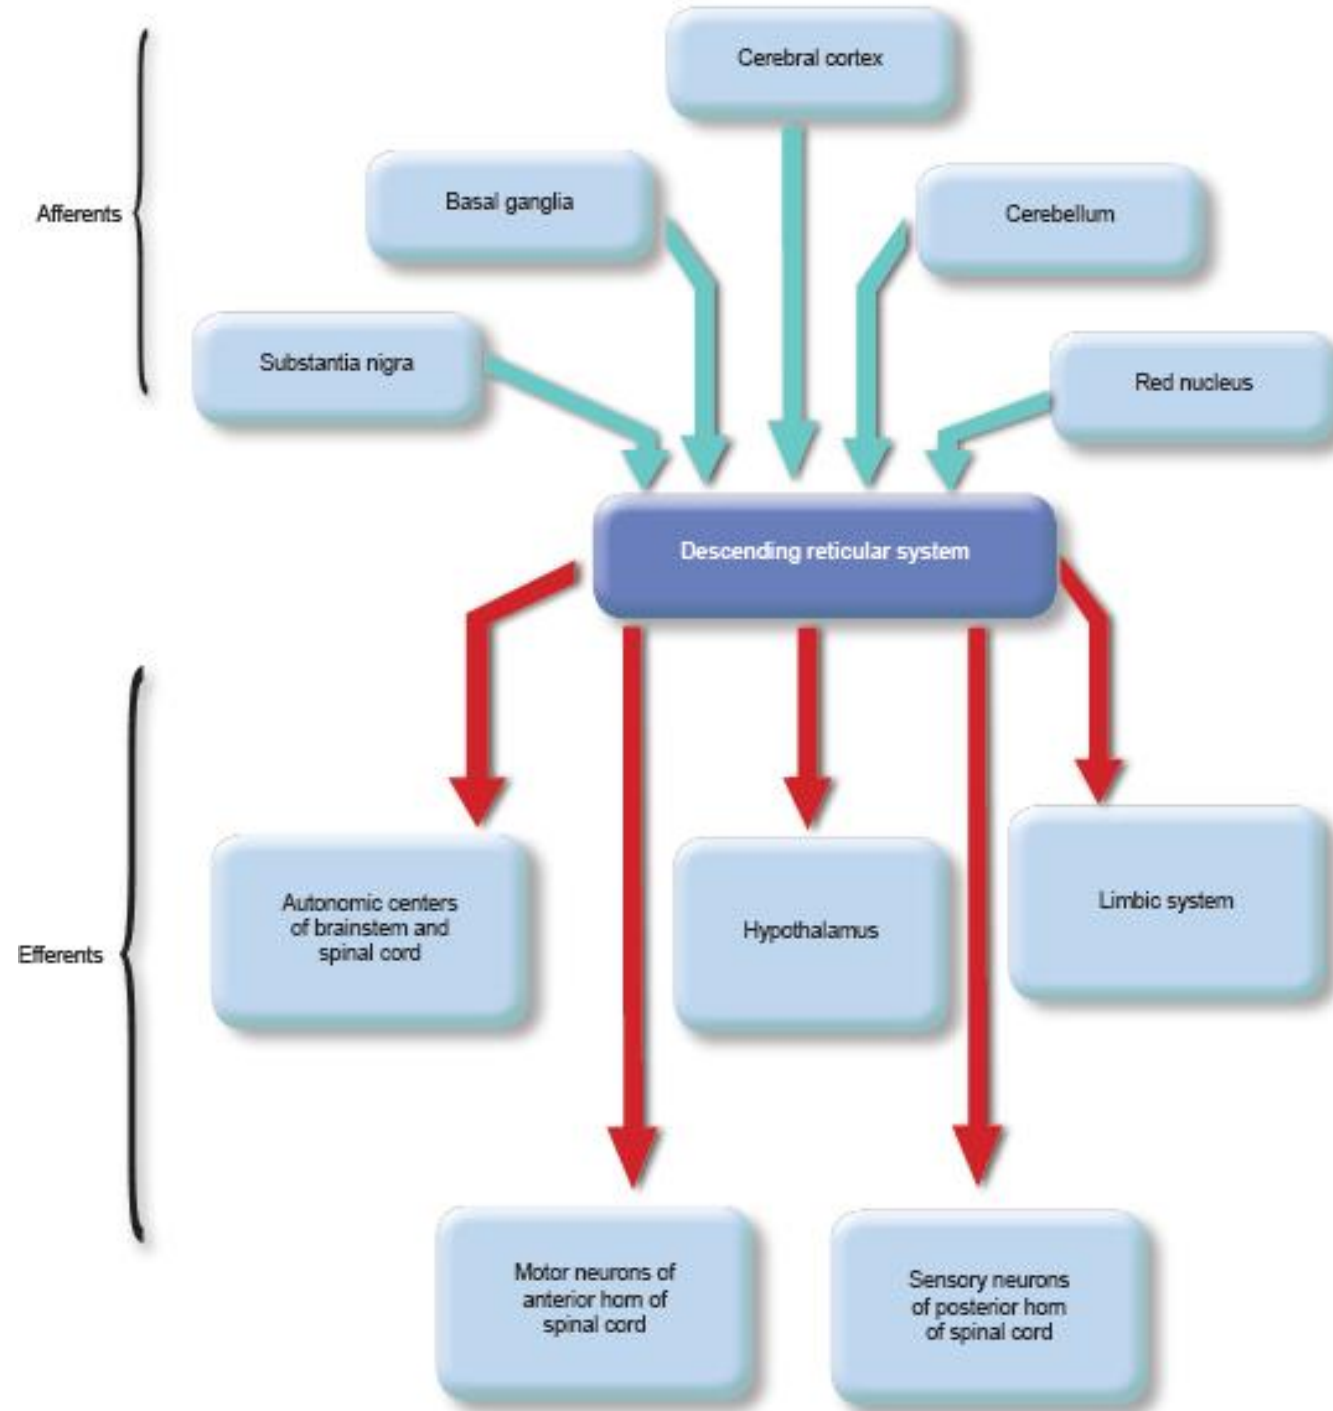 Cerebral cortex
Basal ganglia
Cerebellum
Afferents
Substantia nigra
Red nucleus
Descending reticular system
Autonomic centers
of brainstem and
spinal cord
Hypothalamus
Limbic system
Efferents
Motor neurons of
anterior horn of
spinal cord
Sensory neurons
of posterior horn
of spinal cord